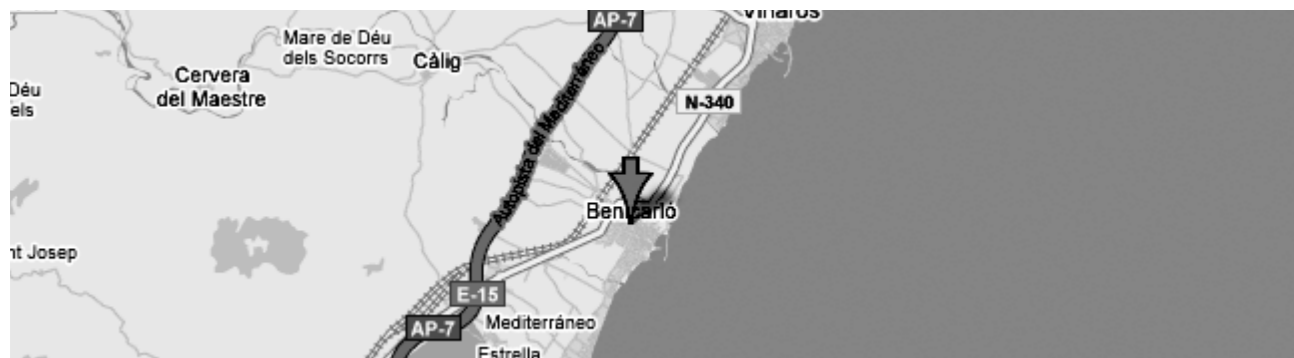 AP-7
Vinaròs
Mare de Déu
dels Socorrs
Càlig
Cervera
del Maestre
Déu
els
N-340
Autopista del Mediterráneo
Benicarló
nt Josep
E-15
AP-7
Mediterráneo
Estrella